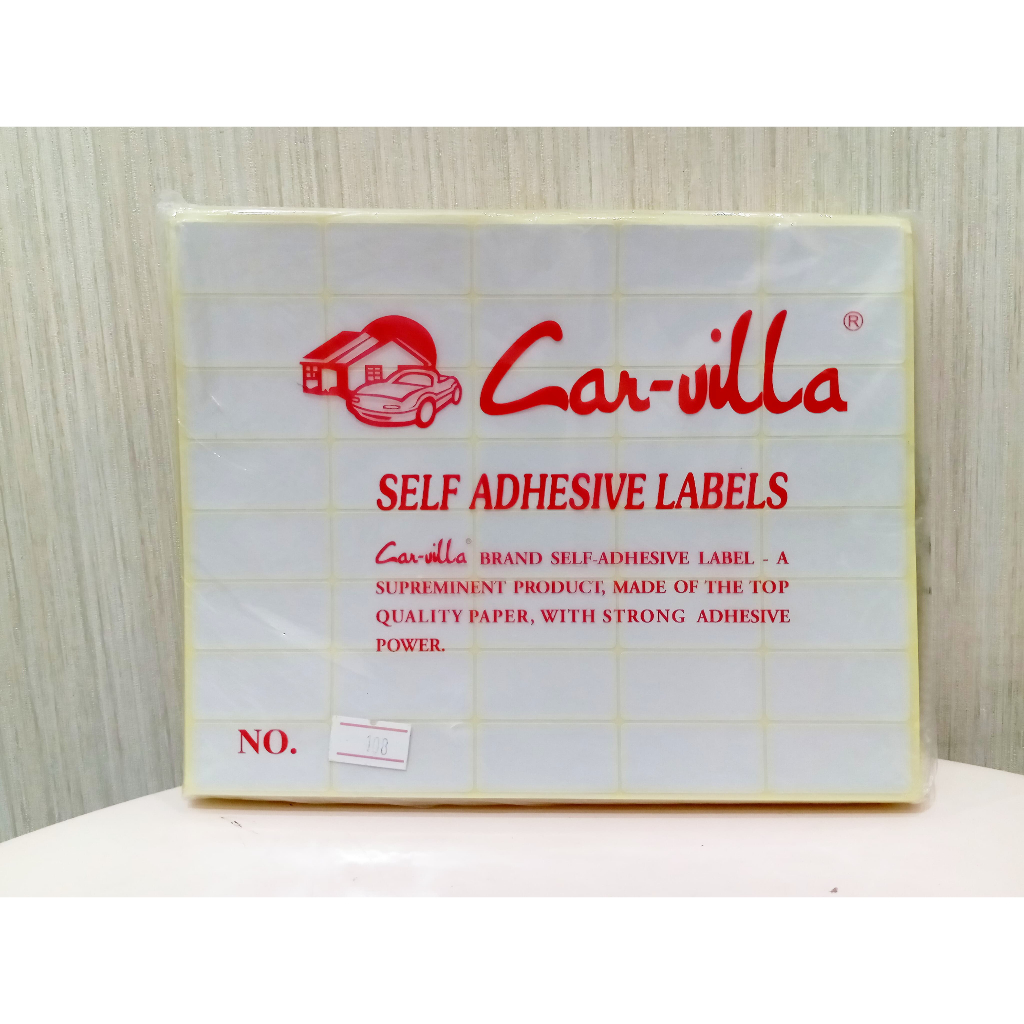 Car-villa ®
SELF ADHESIVE LABELS
Car-villa® BRAND SELF-ADHESIVE LABEL - A
SUPREMINENT PRODUCT, MADE OF THE TOP
QUALITY PAPER, WITH STRONG ADHESIVE
POWER.
NO. 108